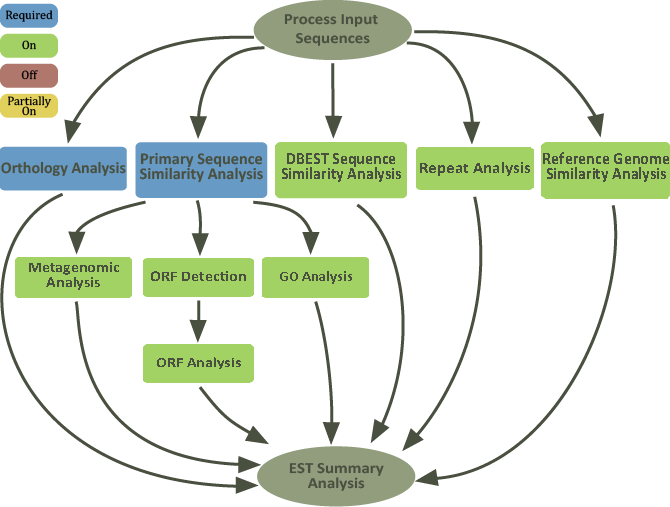 Required
On
Off
Partially
On
Process Input
Sequences
Orthology Analysis
Primary Sequence
Similarity Analysis
DBEST Sequence
Similarity Analysis
Repeat Analysis
Reference Genome
Similarity Analysis
Metagenomic
Analysis
ORF Detection
GO Analysis
ORF Analysis
EST Summary
Analysis